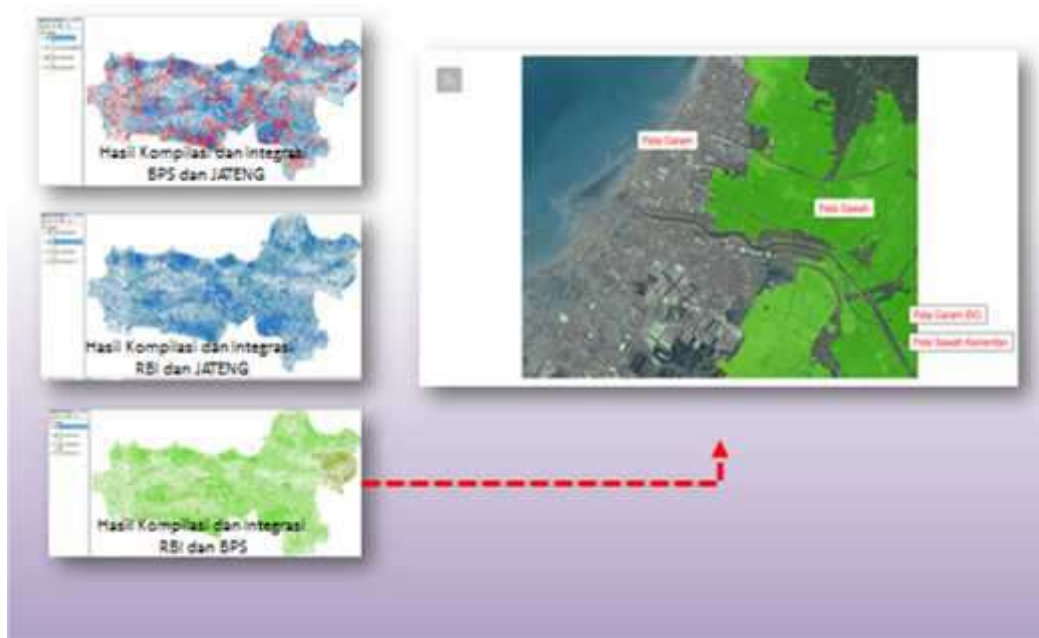 Hasil Kompilasi dan Integrasi
BPS dan JATENG
Hasil Kompilasi dan Integrasi
RBI dan JATENG
Hasil Kompilasi dan Integrasi
RBI dan BPS
Peta Garam
Peta Sawah
Peta Garam BIG
Peta Sawah Kementan